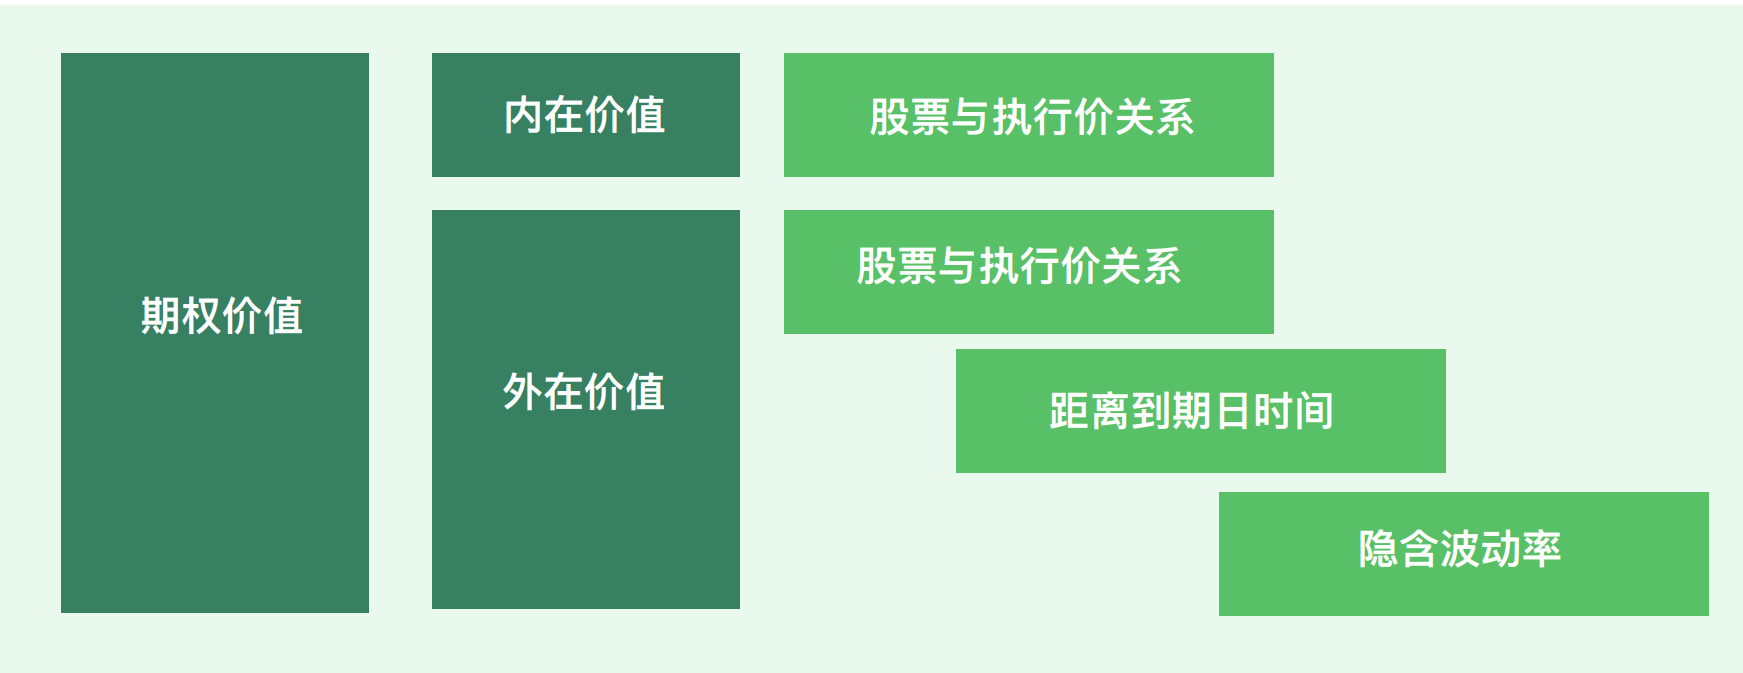 内在价值
股票与执行价关系
期权价值
股票与执行价关系
外在价值
距离到期日时间
隐含波动率